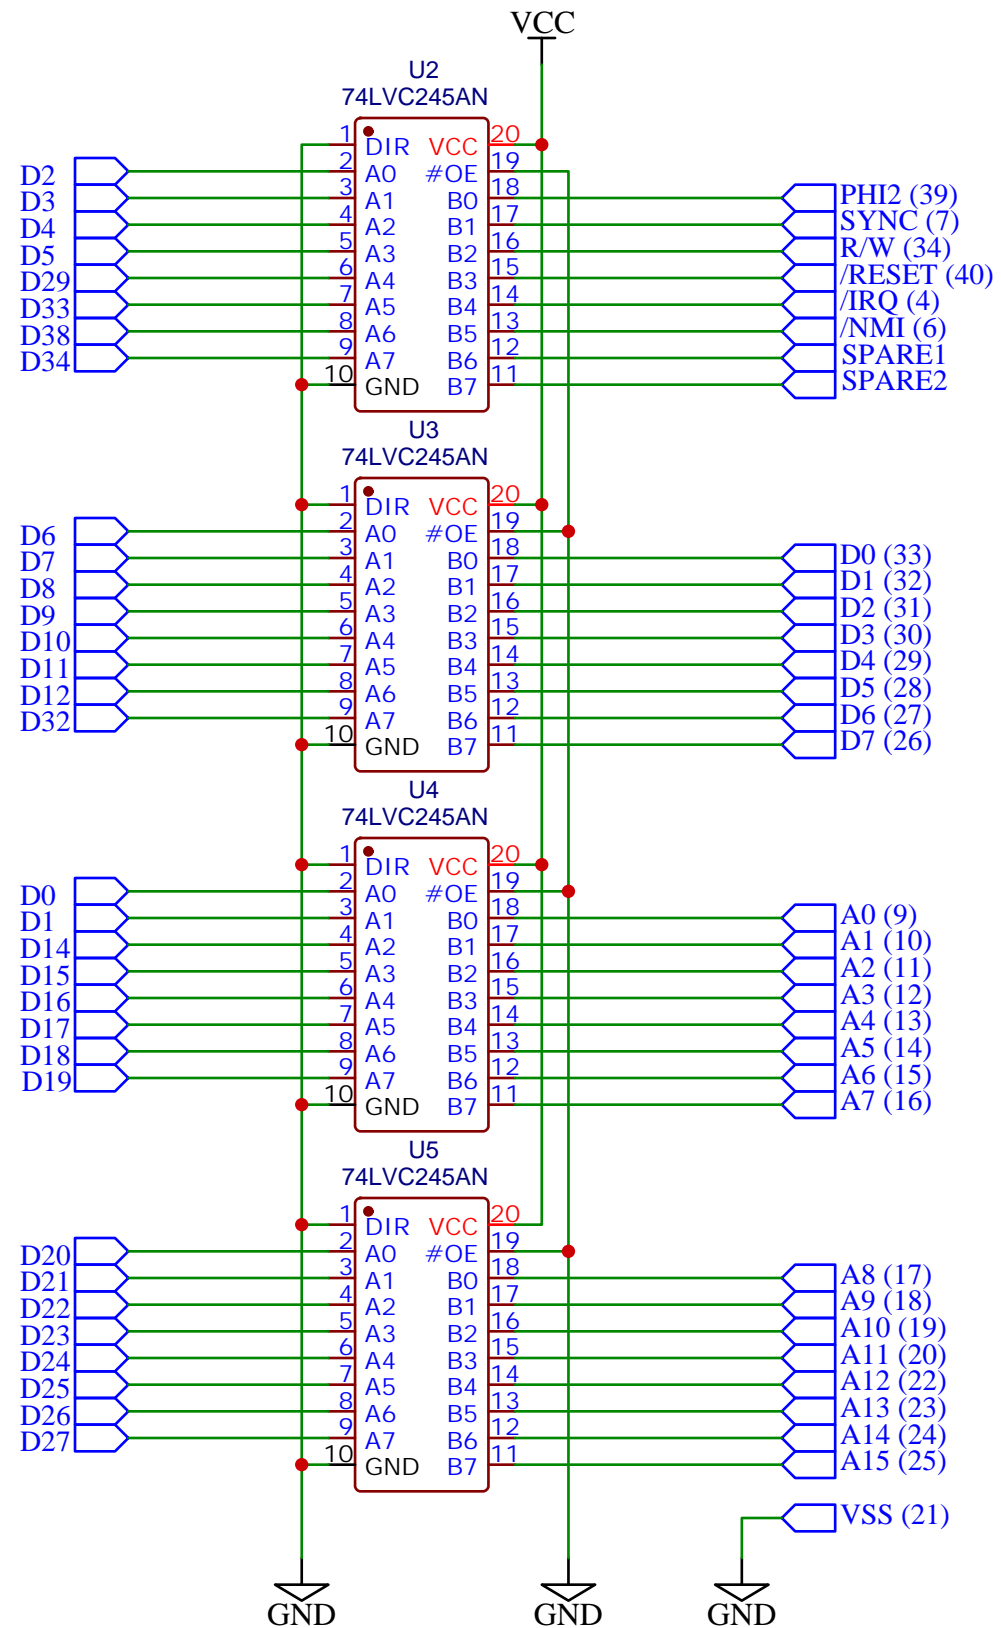 VCC
U2
74LVC245AN
1 DIR VCC 20
D2 2 A0 #OE 19
D3 3 A1 B0 18 PHI2 (39)
D4 4 A2 B1 17 SYNC (7)
D5 5 A3 B2 16 R/W (34)
D29 6 A4 B3 15 /RESET (40)
D33 7 A5 B4 14 /IRQ (4)
D38 8 A6 B5 13 /NMI (6)
D34 9 A7 B6 12 SPARE1
10 GND B7 11 SPARE2
U3
74LVC245AN
1 DIR VCC 20
D6 2 A0 #OE 19
D7 3 A1 B0 18 D0 (33)
D8 4 A2 B1 17 D1 (32)
D9 5 A3 B2 16 D2 (31)
D10 6 A4 B3 15 D3 (30)
D11 7 A5 B4 14 D4 (29)
D12 8 A6 B5 13 D5 (28)
D32 9 A7 B6 12 D6 (27)
10 GND B7 11 D7 (26)
U4
74LVC245AN
1 DIR VCC 20
D0 2 A0 #OE 19
D1 3 A1 B0 18 A0 (9)
D14 4 A2 B1 17 A1 (10)
D15 5 A3 B2 16 A2 (11)
D16 6 A4 B3 15 A3 (12)
D17 7 A5 B4 14 A4 (13)
D18 8 A6 B5 13 A5 (14)
D19 9 A7 B6 12 A6 (15)
10 GND B7 11 A7 (16)
U5
74LVC245AN
1 DIR VCC 20
D20 2 A0 #OE 19
D21 3 A1 B0 18 A8 (17)
D22 4 A2 B1 17 A9 (18)
D23 5 A3 B2 16 A10 (19)
D24 6 A4 B3 15 A11 (20)
D25 7 A5 B4 14 A12 (22)
D26 8 A6 B5 13 A13 (23)
D27 9 A7 B6 12 A14 (24)
10 GND B7 11 A15 (25)
VSS (21)
GND GND GND